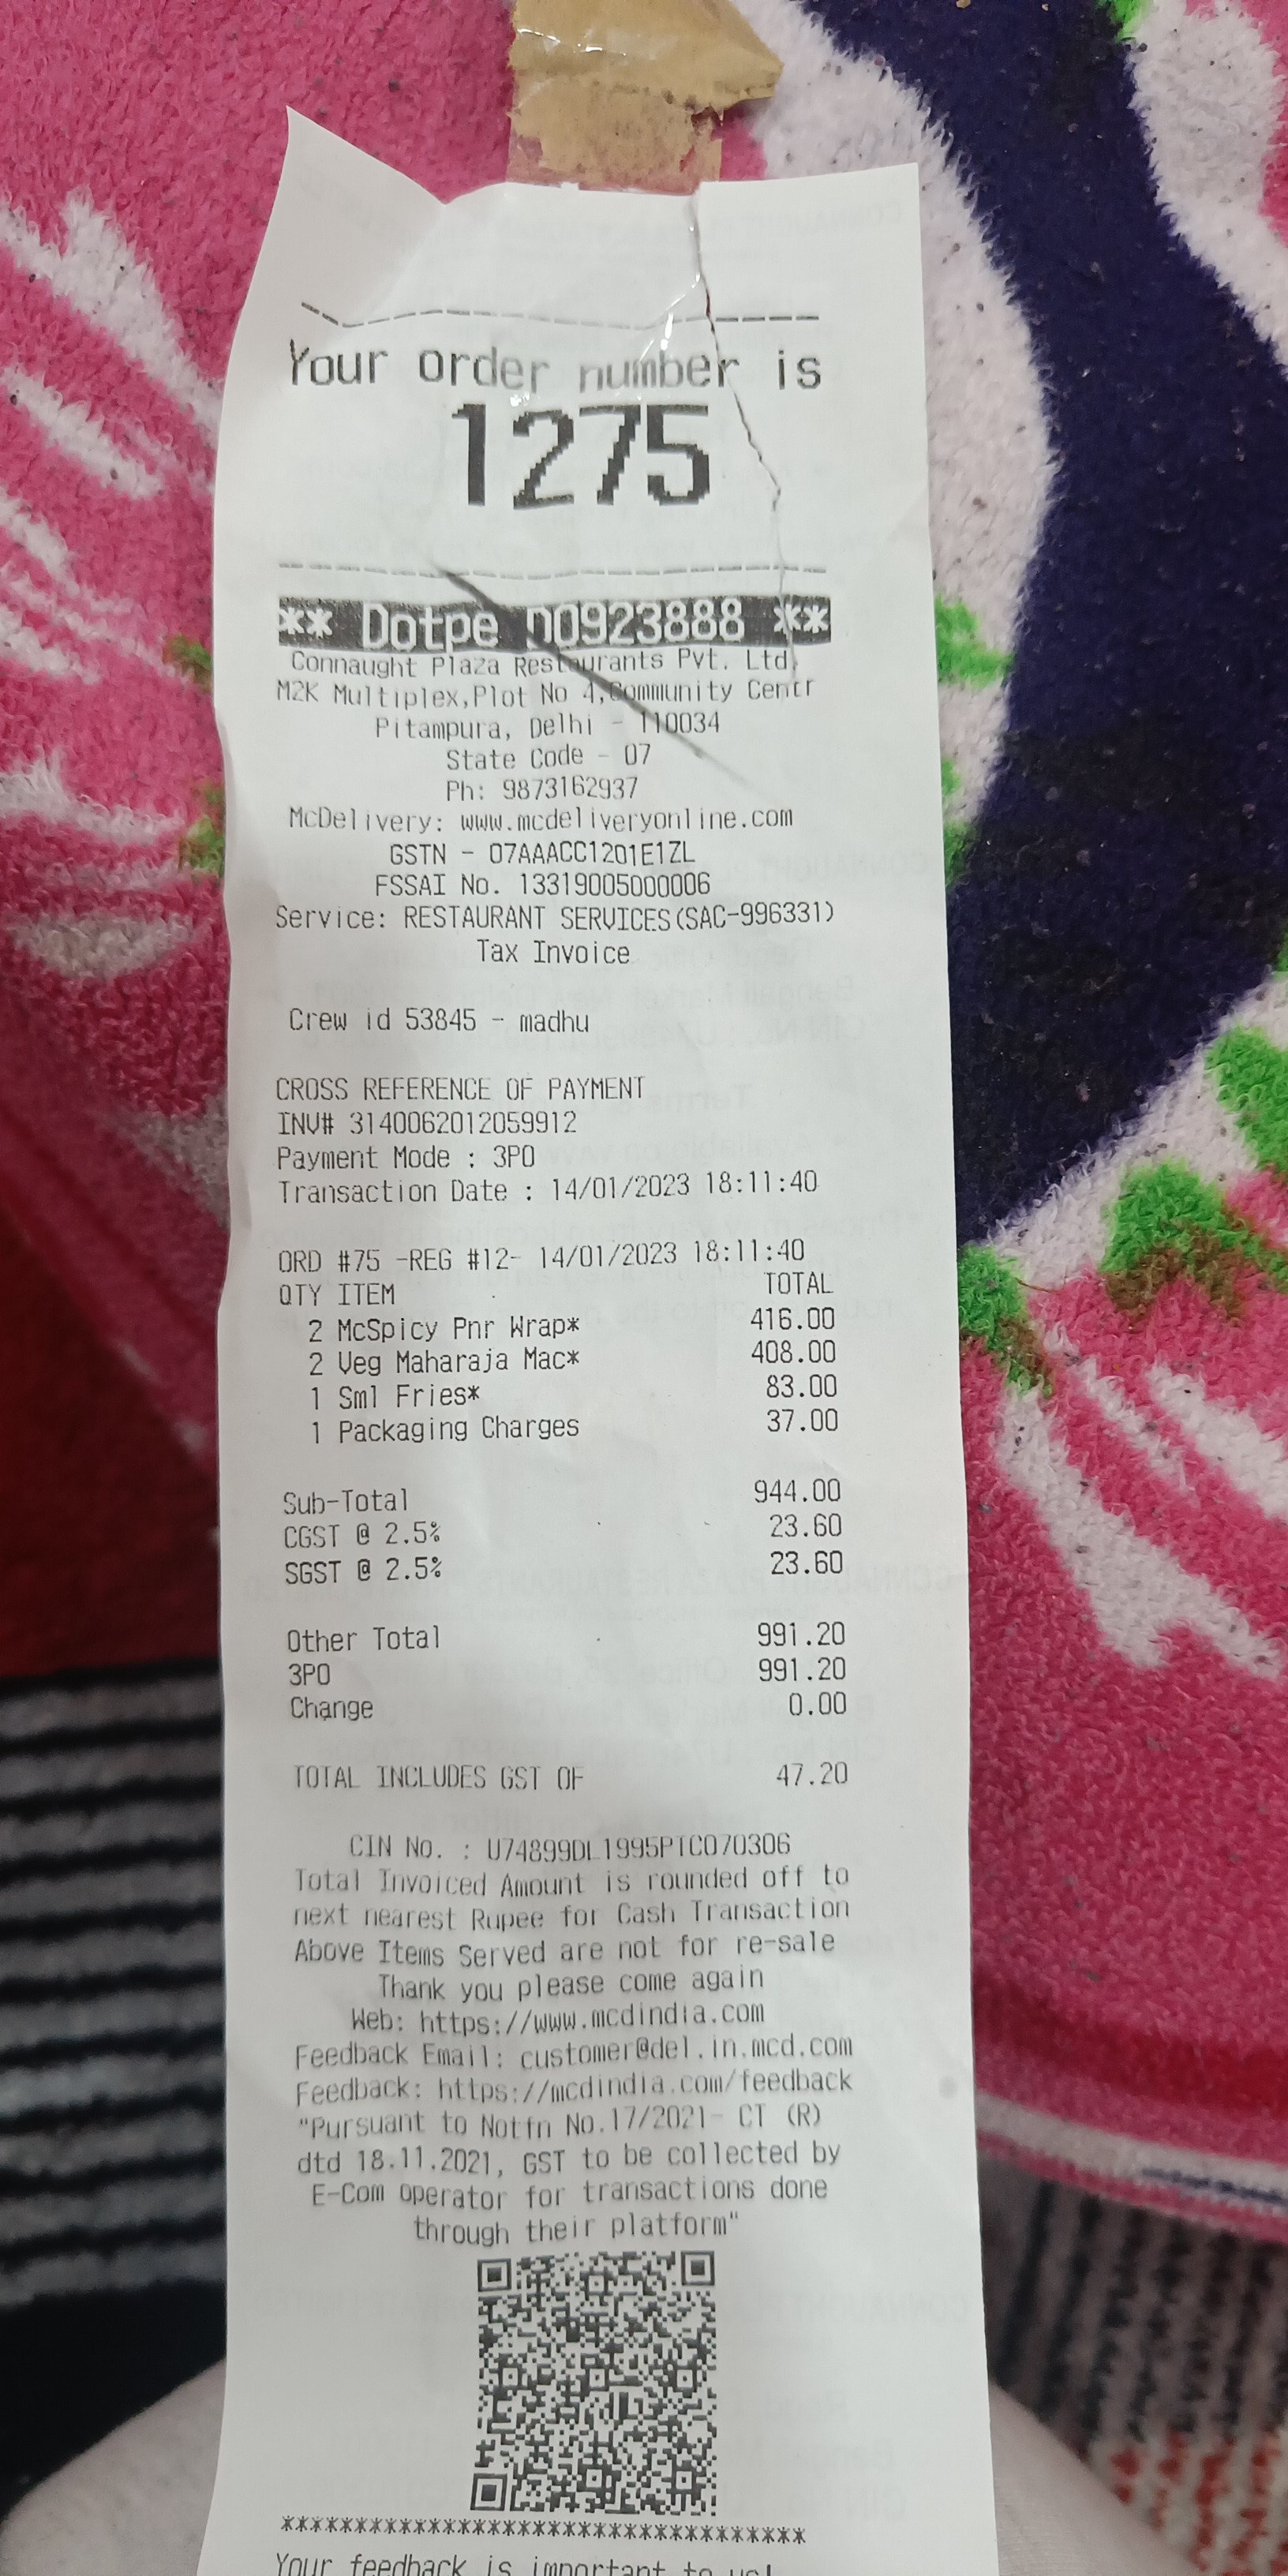 Your order number is
1275
** Dotpe n0923888 **
Connaught Plaza Restaurants Pvt. Ltd.
M2K Multiplex,Plot No 4,Community Centr
Pitampura, Delhi - 110034
State Code - 07
Ph: 9873162937
McDelivery: www.mcdeliveryonline.com
GSTN - 07AAACC1201E1ZL
FSSAI No. 13319005000006
Service: RESTAURANT SERVICES(SAC-996331)
Tax Invoice
Crew id 53845 - madhu
CROSS REFERENCE OF PAYMENT
INV# 3140062012059912
Payment Mode : 3PO
Transaction Date : 14/01/2023 18:11:40
ORD #75 -REG #12- 14/01/2023 18:11:40
QTY ITEM TOTAL
2 McSpicy Pnr Wrap* 416.00
2 Veg Maharaja Mac* 408.00
1 Sml Fries* 83.00
1 Packaging Charges 37.00
Sub-Total 944.00
CGST @ 2.5% 23.60
SGST @ 2.5% 23.60
Other Total 991.20
3PO 991.20
Change 0.00
TOTAL INCLUDES GST OF 47.20
CIN No. : U74899DL1995PTC070306
Total Invoiced Amount is rounded off to
next nearest Rupee for Cash Transaction
Above Items Served are not for re-sale
Thank you please come again
Web: https://www.mcdindia.com
Feedback Email: customer@del.in.mcd.com
Feedback: https://mcdindia.com/feedback
"Pursuant to Notfn No.17/2021- CT (R)
dtd 18.11.2021, GST to be collected by
E-Com operator for transactions done
through their platform"
***********************************
Your feedback is important to us!